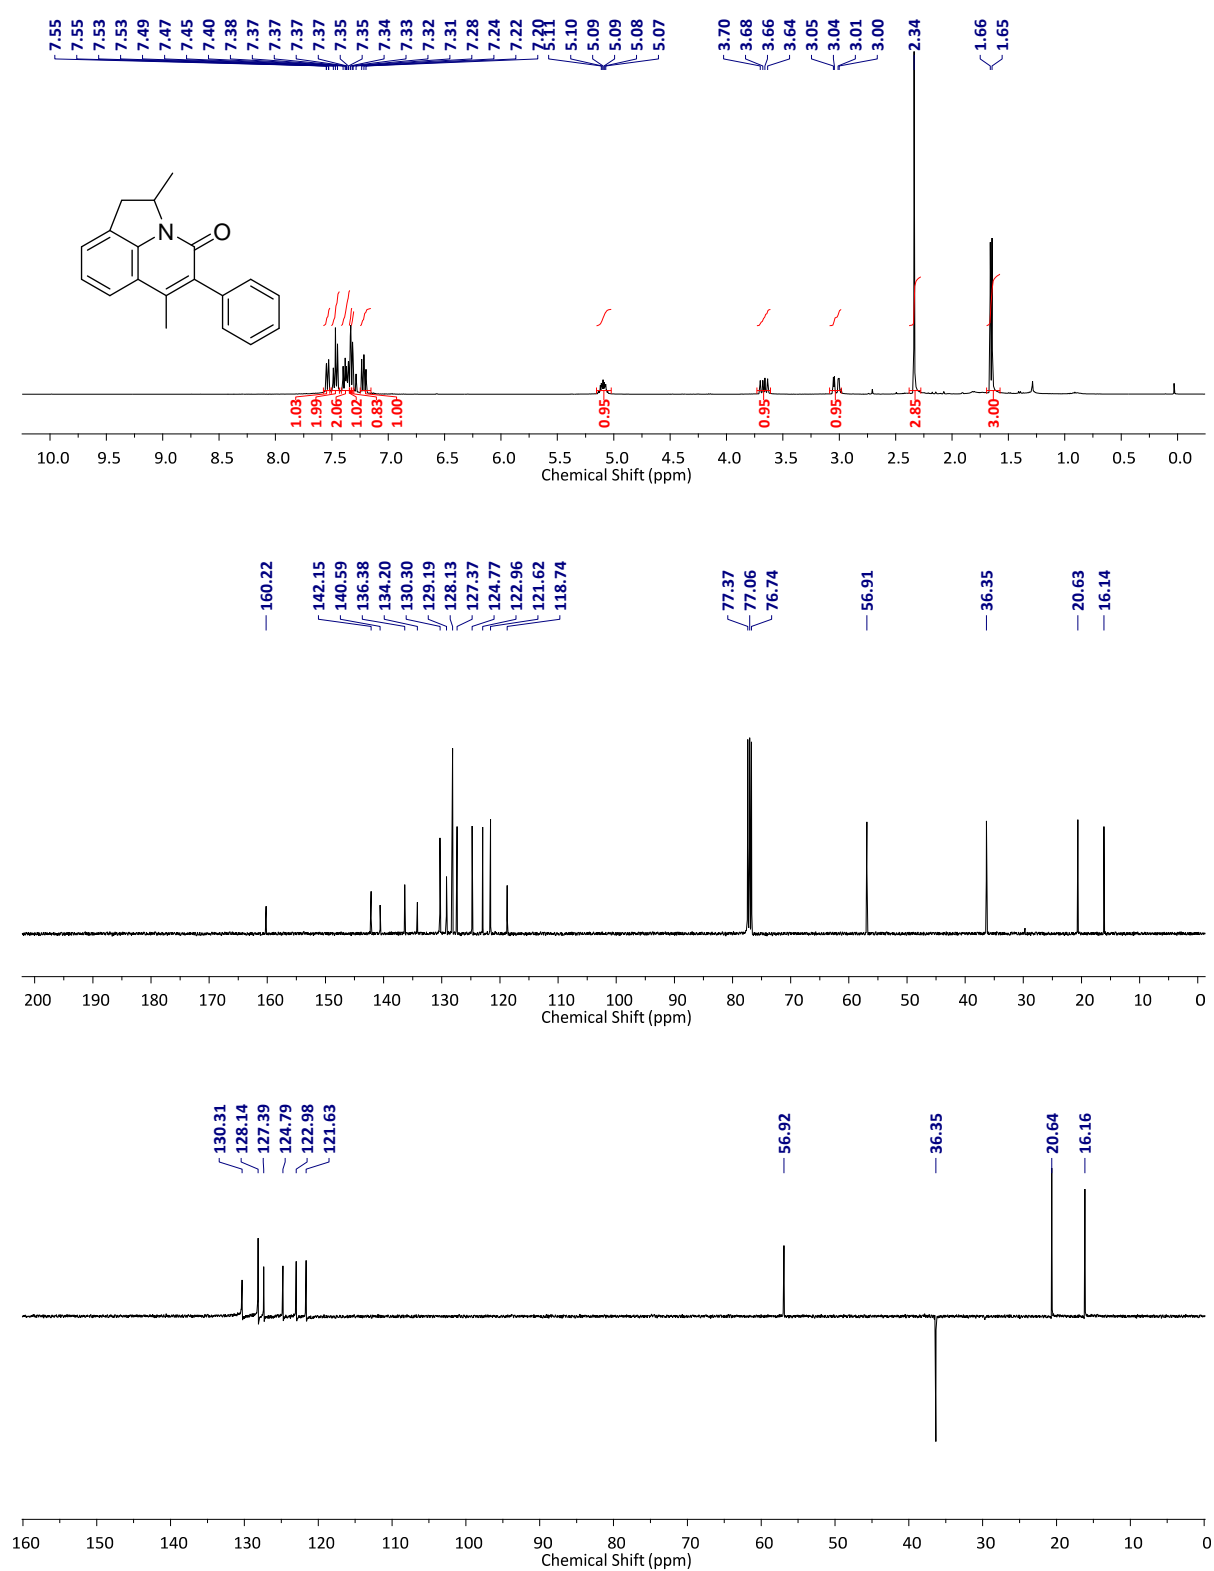 7.55 7.55 7.53 7.53 7.49 7.47 7.45 7.40 7.38 7.37 7.37 7.37 7.37 7.35 7.35 7.34 7.33 7.32 7.31 7.28 7.24 7.22 7.20 5.11 5.10 5.09 5.09 5.08 5.07 3.70 3.68 3.66 3.64 3.05 3.04 3.01 3.00 2.34 1.66 1.65
N O
1.03 1.99 2.06 1.02 0.83 1.00 0.95 0.95 0.95 2.85 3.00
10.0 9.5 9.0 8.5 8.0 7.5 7.0 6.5 6.0 5.5 5.0 4.5 4.0 3.5 3.0 2.5 2.0 1.5 1.0 0.5 0.0
Chemical Shift (ppm)
160.22 142.15 140.59 136.38 134.20 130.30 129.19 128.13 127.37 124.77 122.96 121.62 118.74 77.37 77.06 76.74 56.91 36.35 20.63 16.14
200 190 180 170 160 150 140 130 120 110 100 90 80 70 60 50 40 30 20 10 0
Chemical Shift (ppm)
130.31 128.14 127.39 124.79 122.98 121.63 56.92 36.35 20.64 16.16
160 150 140 130 120 110 100 90 80 70 60 50 40 30 20 10 0
Chemical Shift (ppm)